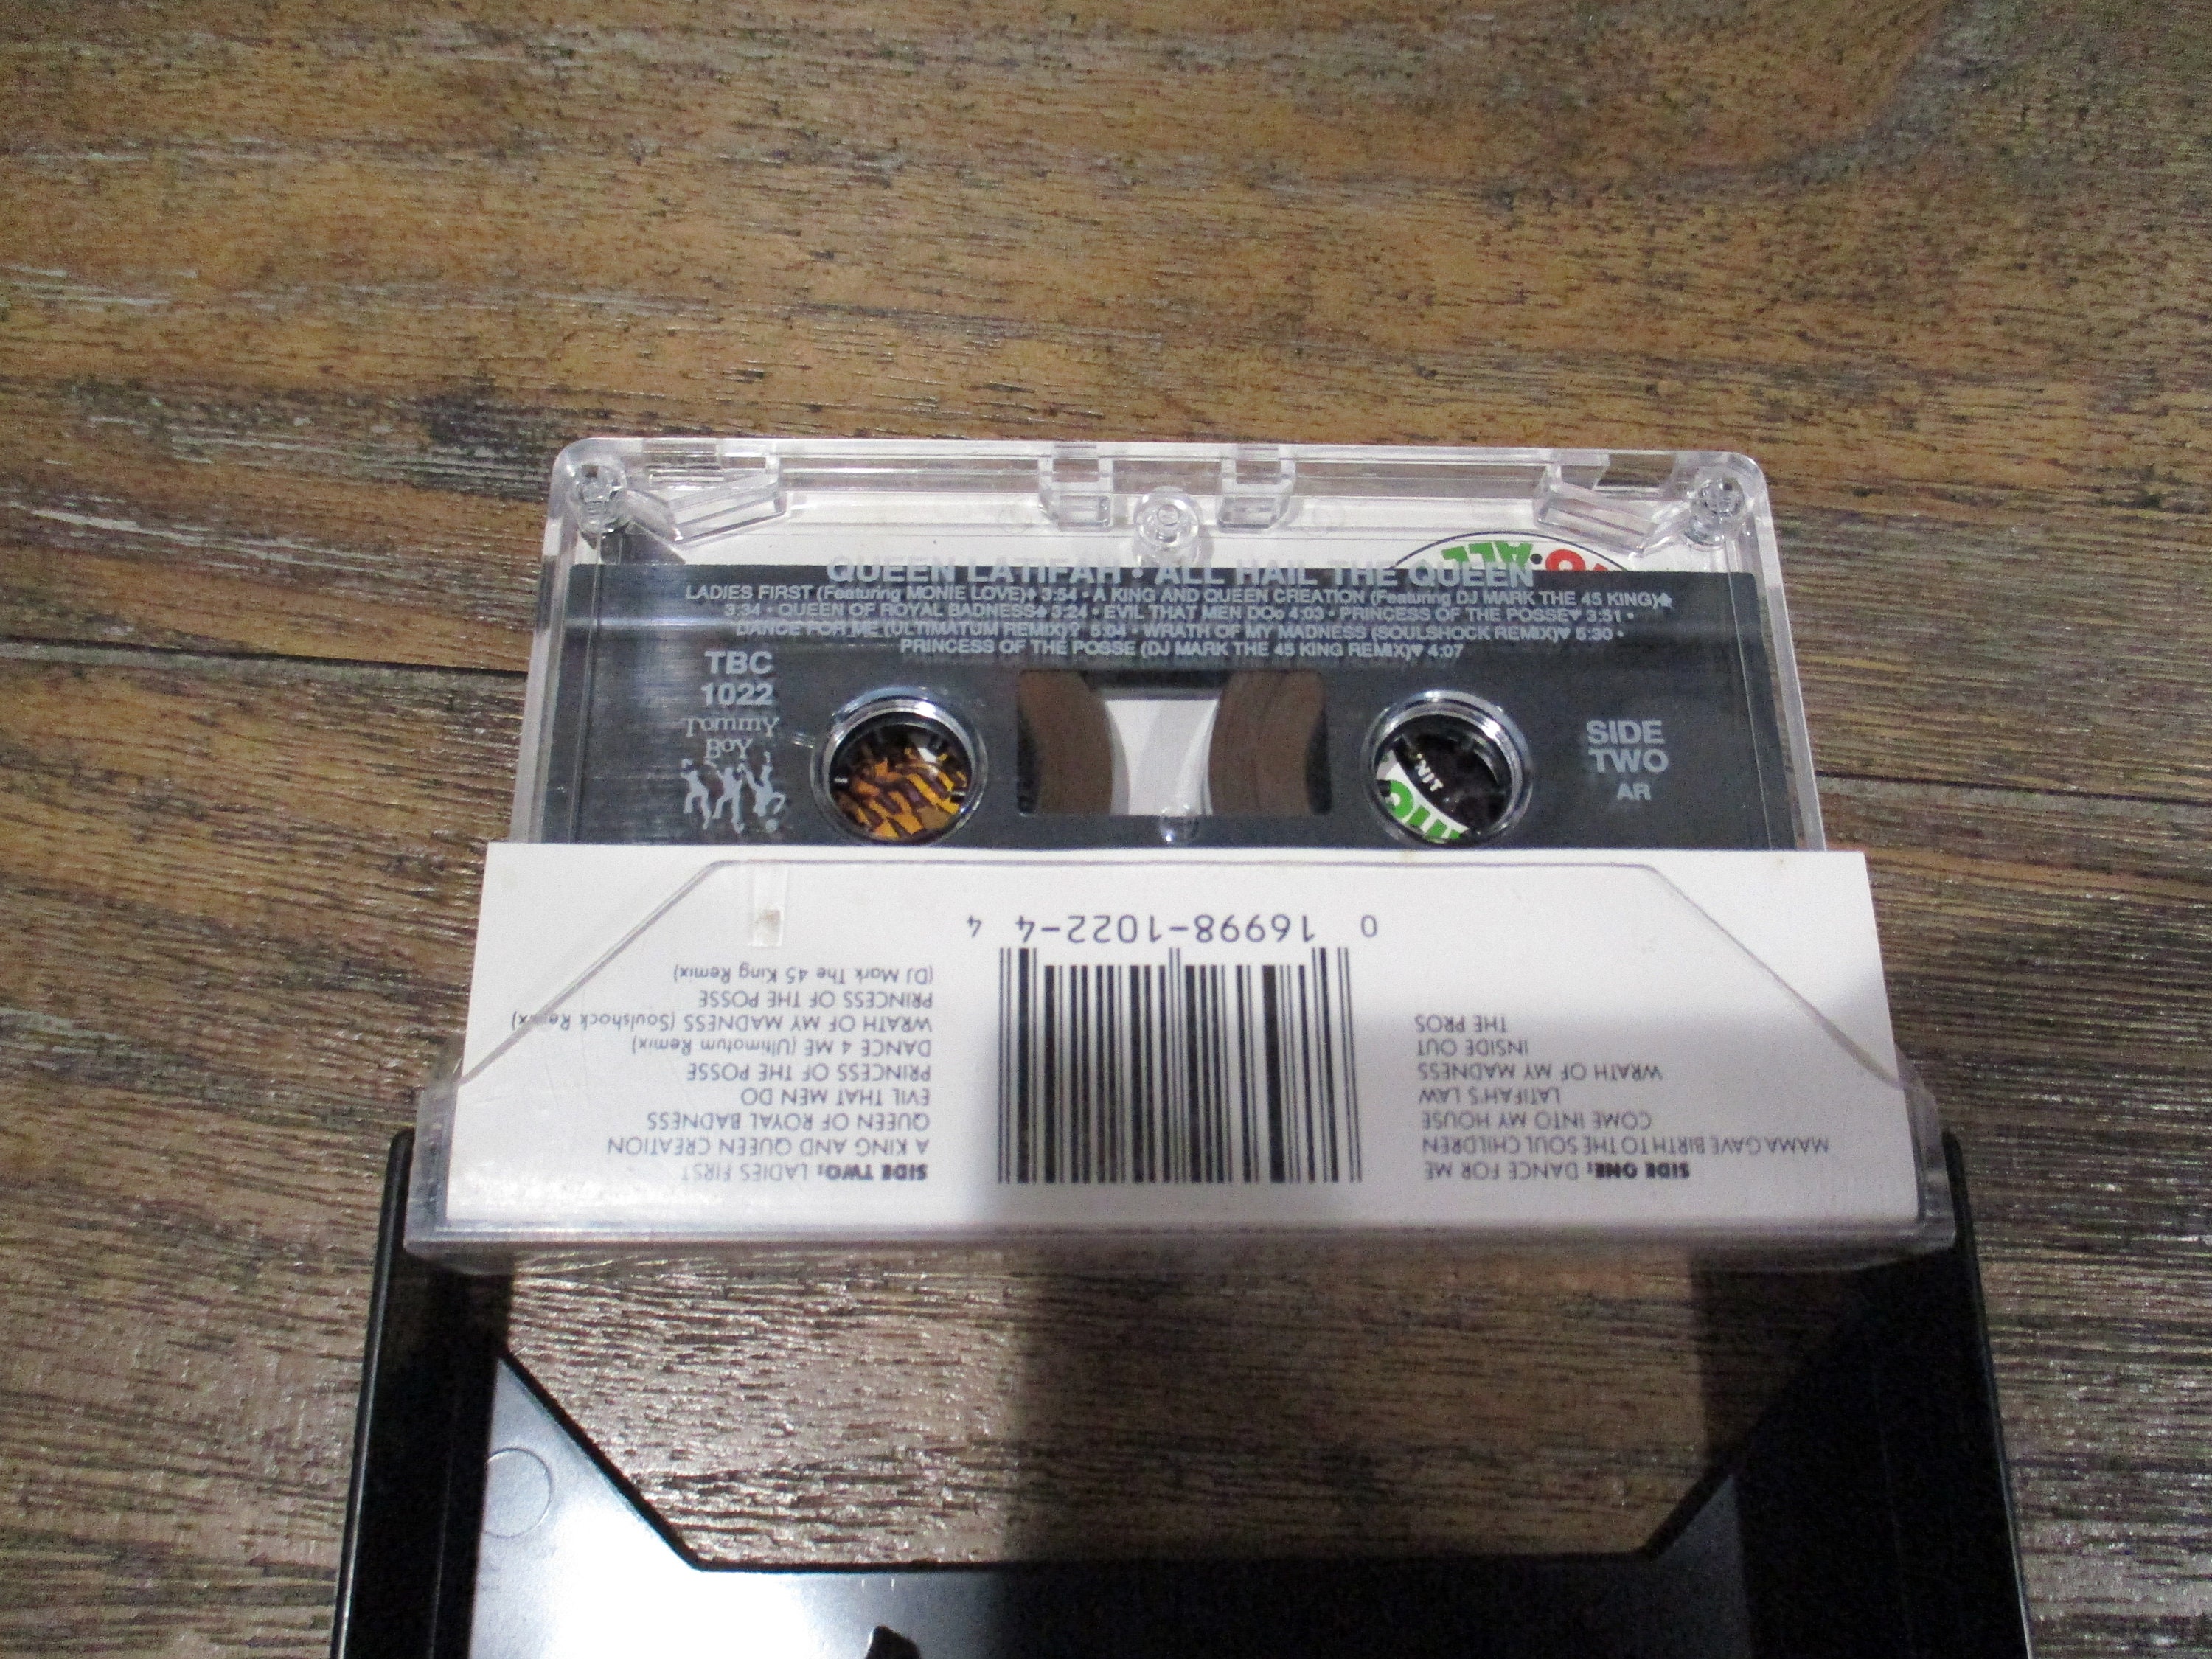 QUEEN LATIFAH • ALL HAIL THE QUEEN
LADIES FIRST (Featuring MONIE LOVE)♦ 3:54 • A KING AND QUEEN CREATION (Featuring DJ MARK THE 45 KING)♣
3:34 • QUEEN OF ROYAL BADNESS♣ 3:24 • EVIL THAT MEN DO 4:03 • PRINCESS OF THE POSSE♥ 3:51 •
DANCE FOR ME (ULTIMATUM REMIX) 5:04 • WRATH OF MY MADNESS (SOULSHOCK REMIX)♥ 5:30 •
PRINCESS OF THE POSSE (DJ MARK THE 45 KING REMIX)♥ 4:07
TBC
1022
Tommy
Boy
SIDE
TWO
AR
ALL
'NIT
SIDE ONE: DANCE FOR ME
MAMA GAVE BIRTH TO THE SOUL CHILDREN
COME INTO MY HOUSE
LATIFAH'S LAW
WRATH OF MY MADNESS
INSIDE OUT
THE PROS
0 16998-1022-4 4
SIDE TWO: LADIES FIRST
A KING AND QUEEN CREATION
QUEEN OF ROYAL BADNESS
EVIL THAT MEN DO
PRINCESS OF THE POSSE
DANCE 4 ME (Ultimatum Remix)
WRATH OF MY MADNESS (Soulshock Remix)
PRINCESS OF THE POSSE
(DJ Mark The 45 King Remix)